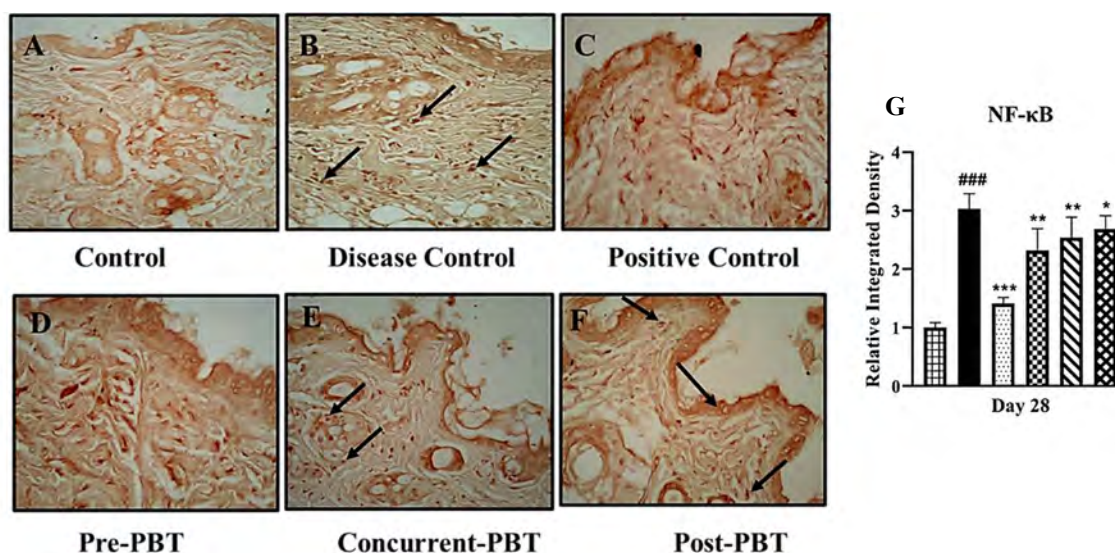 A
B
C
Control
Disease Control
Positive Control
D
E
F
Pre-PBT
Concurrent-PBT
Post-PBT
G
NF-κB
Relative Integrated Density
4
3
2
1
0
###
***
**
**
*
Day 28